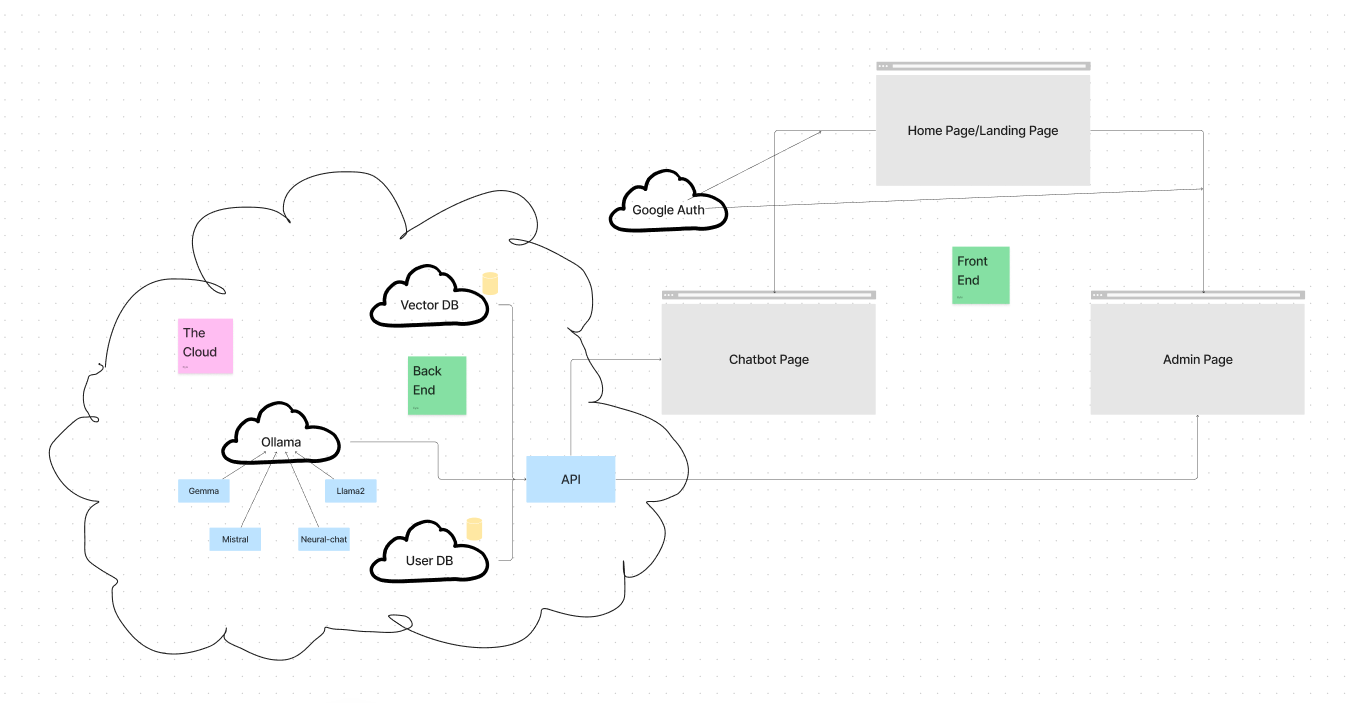 Home Page/Landing Page
Google Auth
Front
End
Vector DB
The
Cloud
Back
End
Chatbot Page
Admin Page
Ollama
API
Gemma
Llama2
Mistral
Neural-chat
User DB